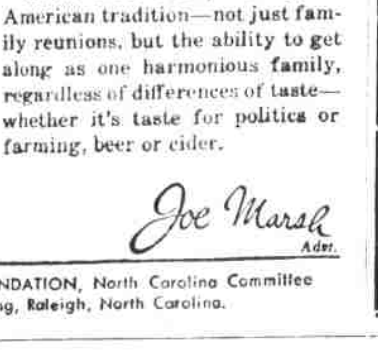 American tradition—not just fam-
ily reunions, but the ability to get
along as one harmonious family,
regardless of differences of taste—
whether it's taste for politics or
farming, beer or cider.
Joe Marsh
Adv.
NDATION, North Carolina Committee
g, Raleigh, North Carolina.